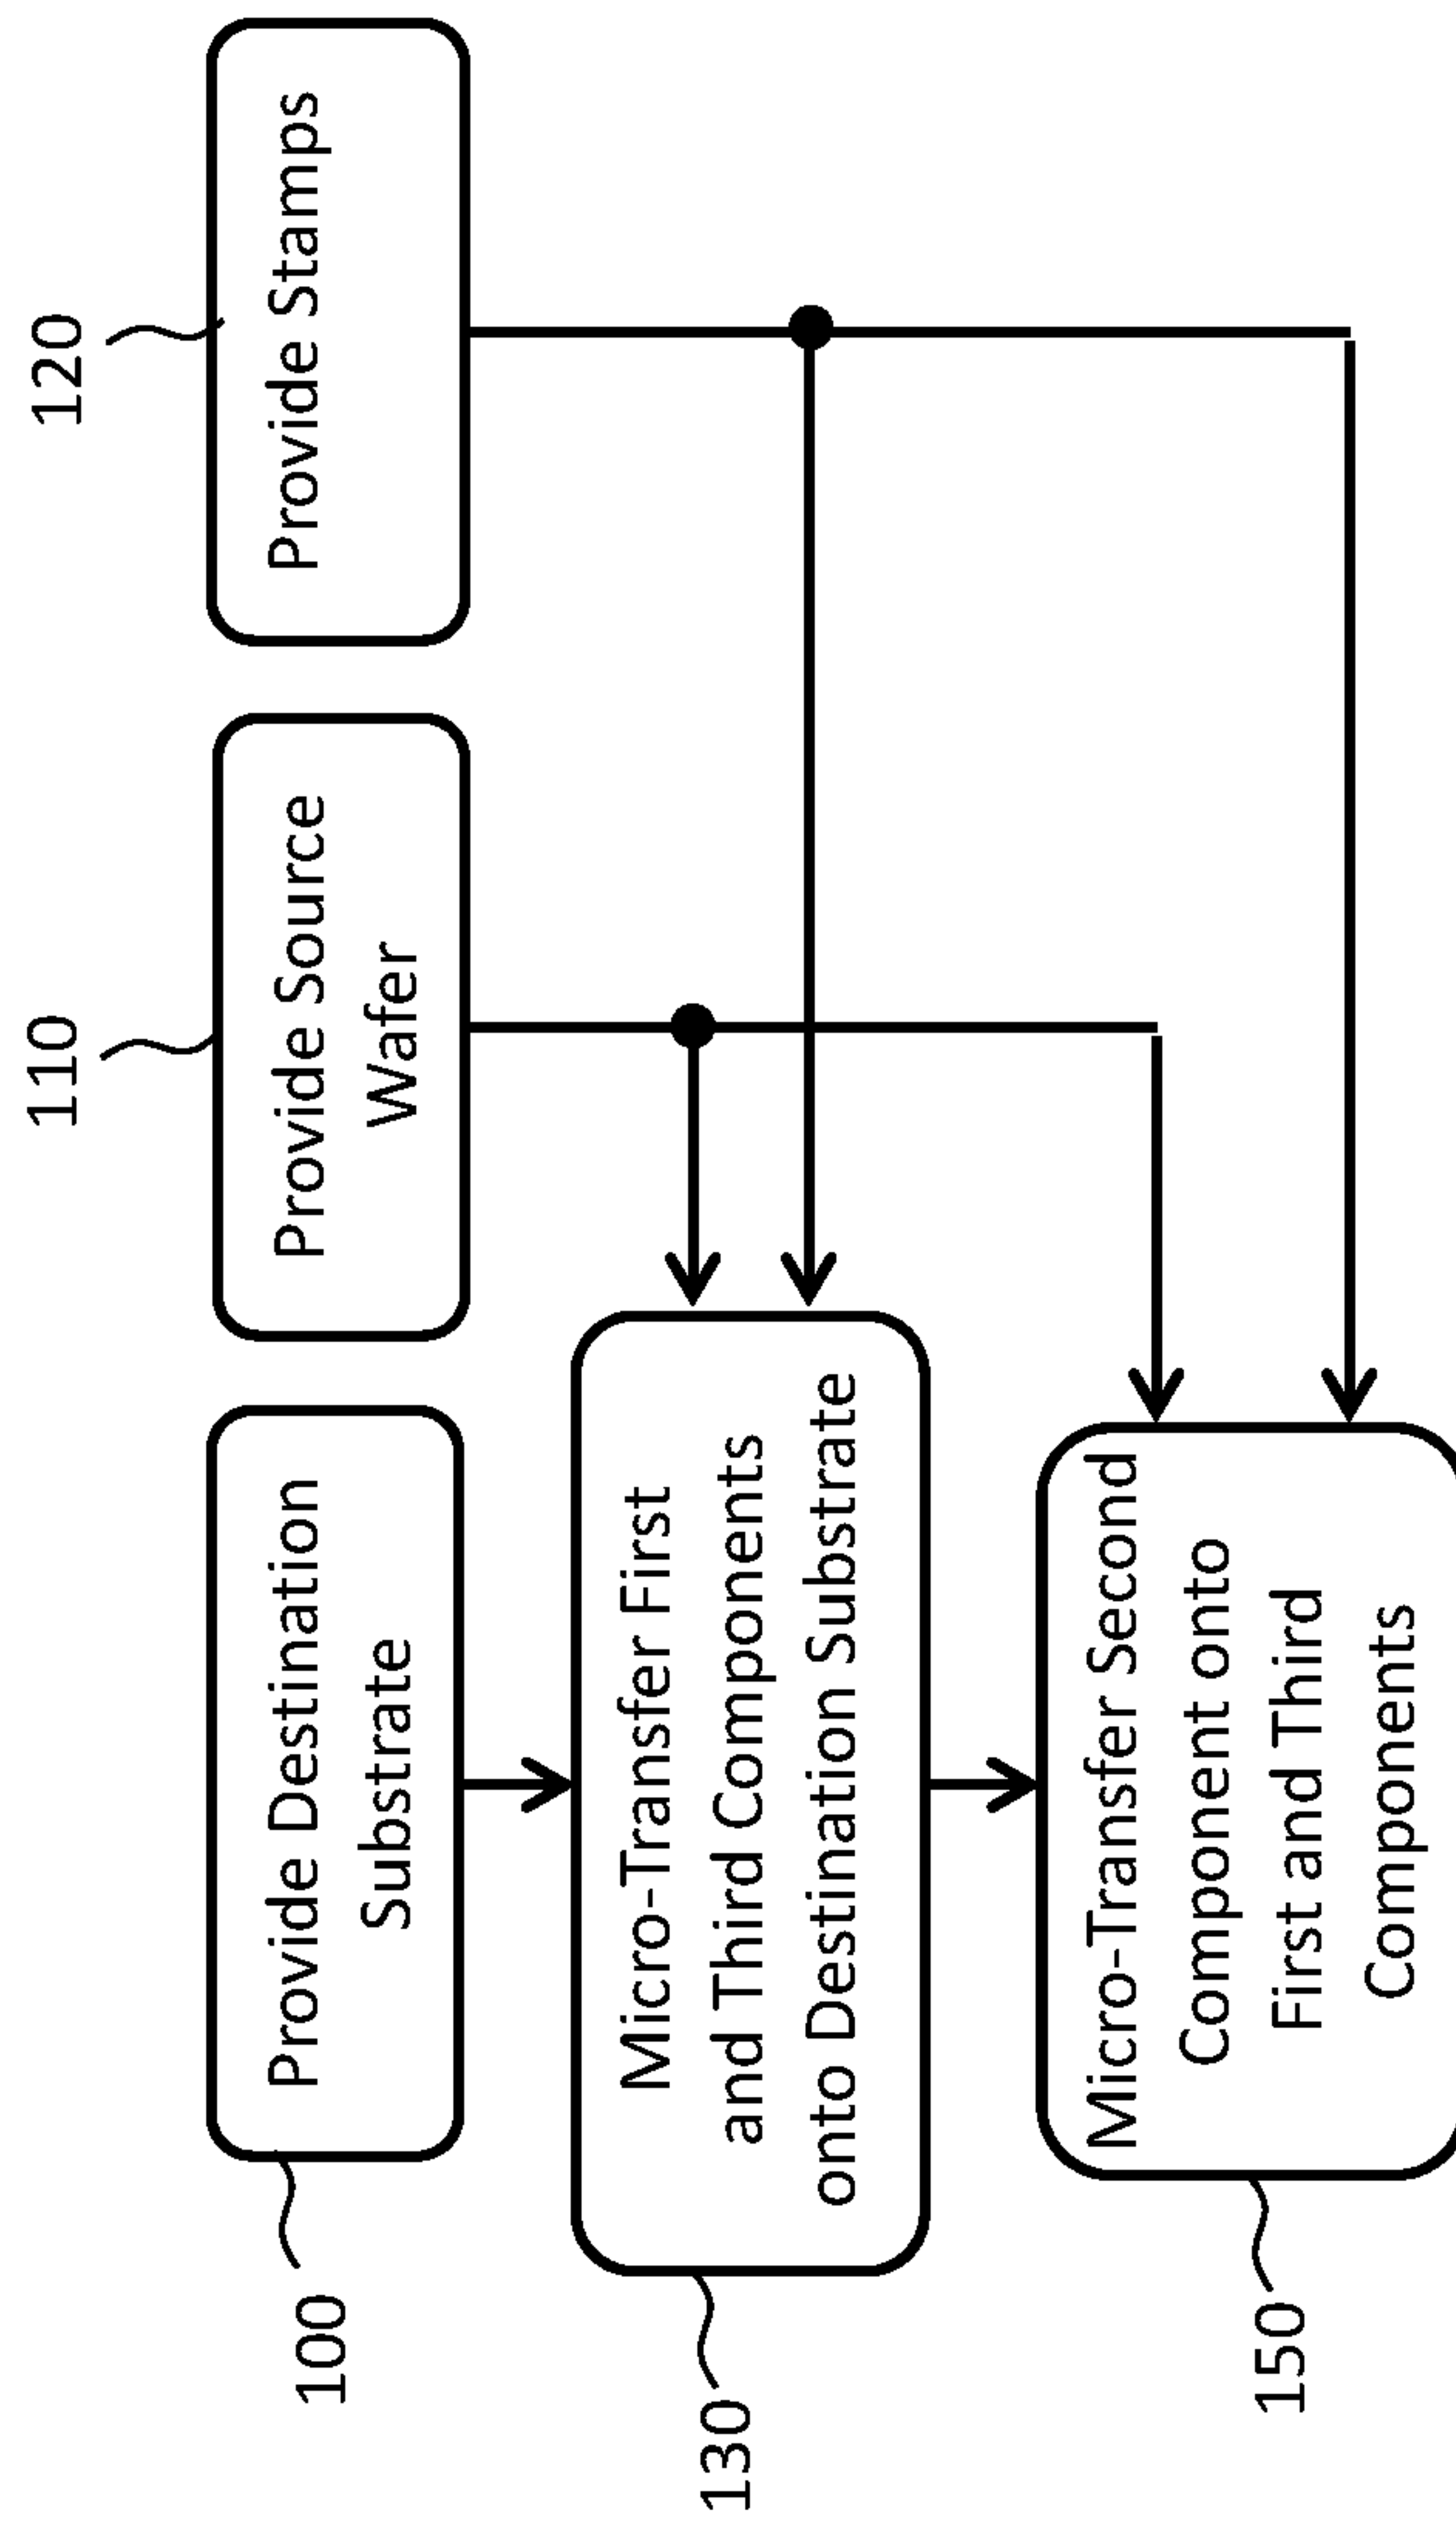 100
Provide Destination
Substrate
110
Provide Source
Wafer
120
Provide Stamps
130
Micro-Transfer First
and Third Components
onto Destination Substrate
150
Micro-Transfer Second
Component onto
First and Third
Components